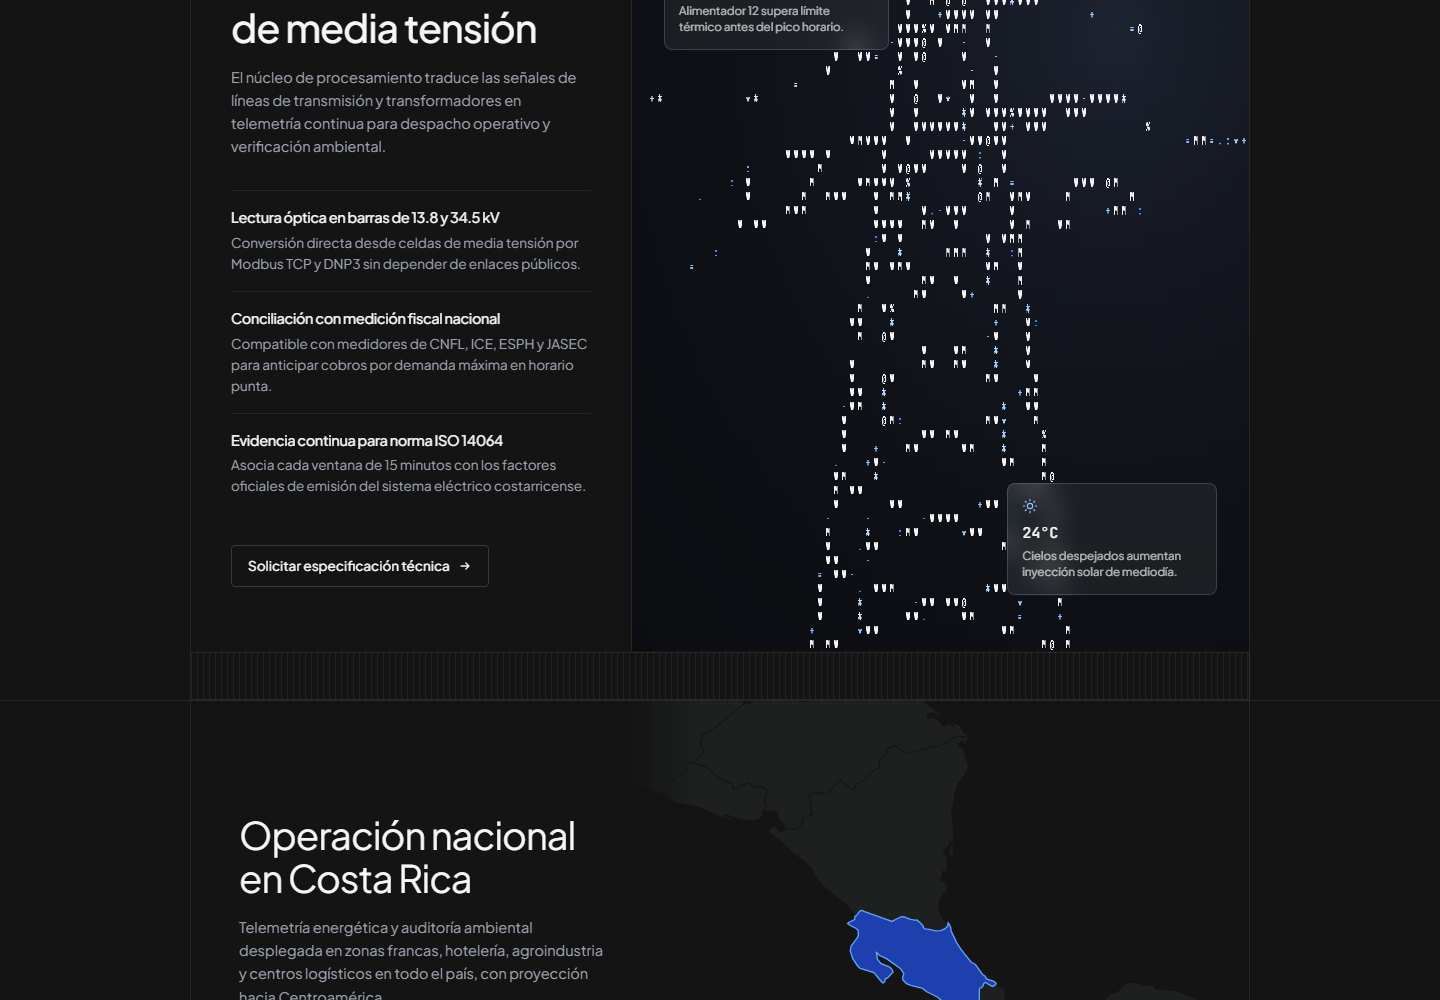 de media tensión
El núcleo de procesamiento traduce las señales de
líneas de transmisión y transformadores en
telemetría continua para despacho operativo y
verificación ambiental.
Lectura óptica en barras de 13.8 y 34.5 kV
Conversión directa desde celdas de media tensión por
Modbus TCP y DNP3 sin depender de enlaces públicos.
Conciliación con medición fiscal nacional
Compatible con medidores de CNFL, ICE, ESPH y JASEC
para anticipar cobros por demanda máxima en horario
punta.
Evidencia continua para norma ISO 14064
Asocia cada ventana de 15 minutos con los factores
oficiales de emisión del sistema eléctrico costarricense.
Solicitar especificación técnica →
Alimentador 12 supera límite
térmico antes del pico horario.
24°C
Cielos despejados aumentan
inyección solar de mediodía.
Operación nacional
en Costa Rica
Telemetría energética y auditoría ambiental
desplegada en zonas francas, hotelería, agroindustria
y centros logísticos en todo el país, con proyección
hacia Centroamérica.